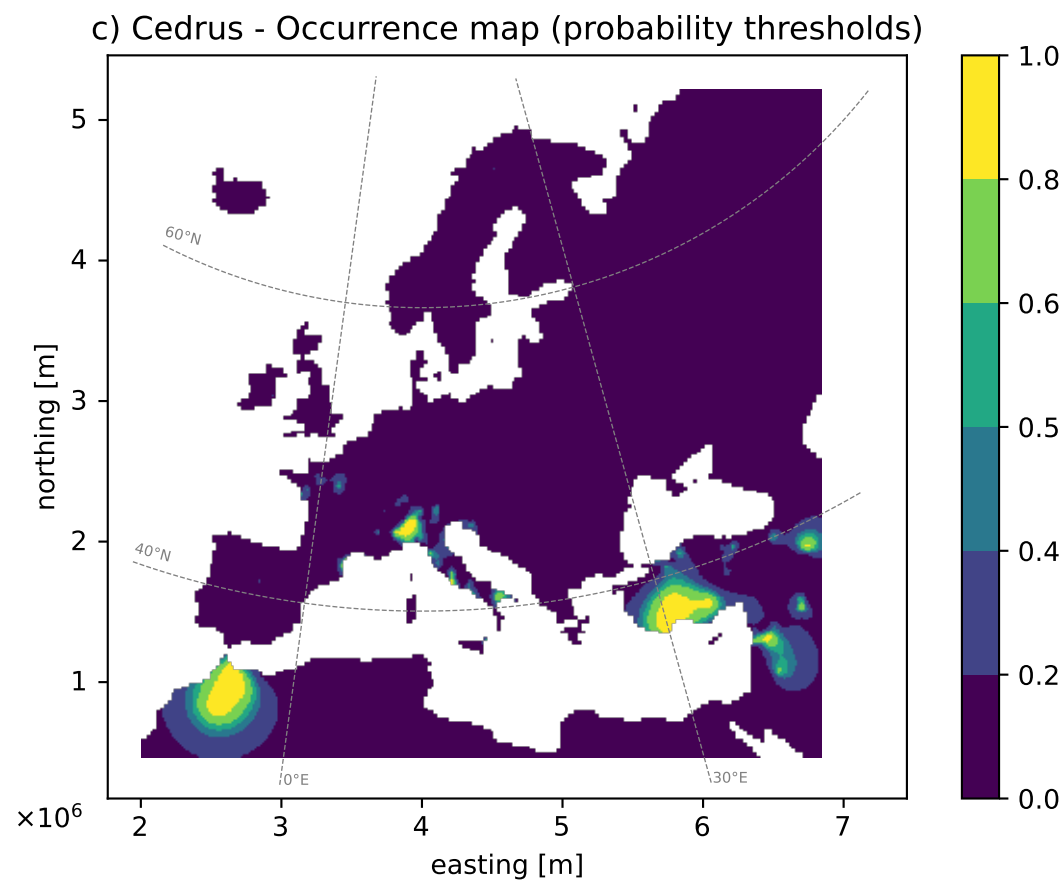 c) Cedrus - Occurrence map (probability thresholds)
1.0
0.8
0.6
0.5
0.4
0.2
0.0
5
4
3
2
1
northing [m]
60°N
40°N
0°E
30°E
×10⁶
2 3 4 5 6 7
easting [m]